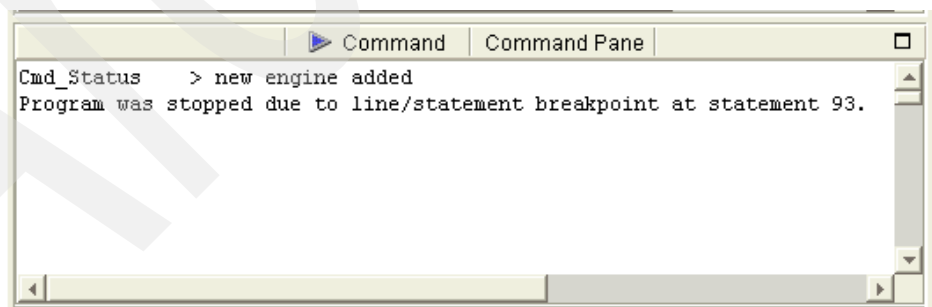 Command Command Pane
Cmd_Status > new engine added
Program was stopped due to line/statement breakpoint at statement 93.